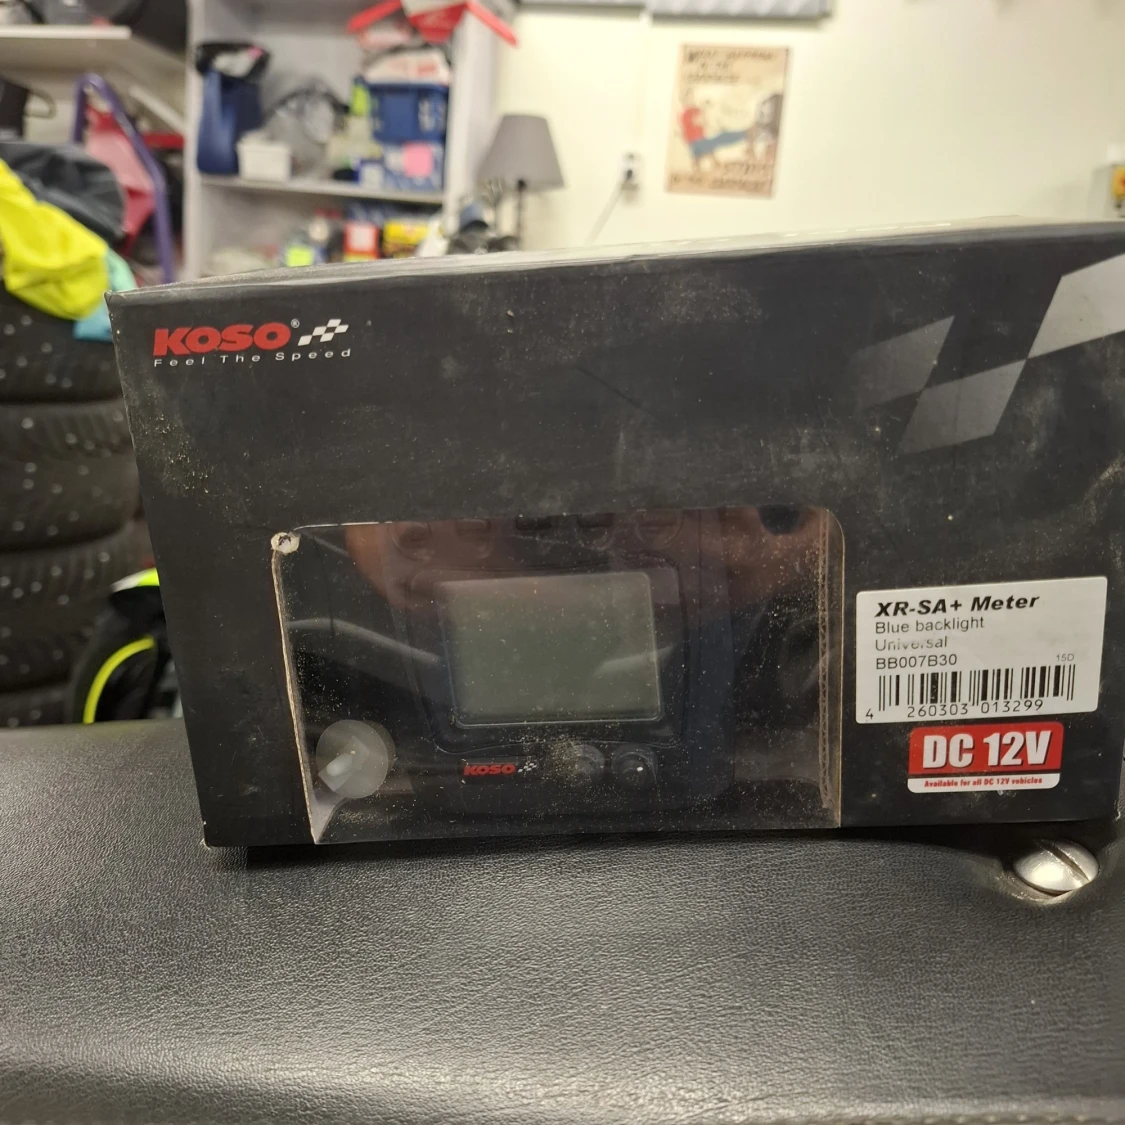 KOSO®
Feel The Speed
XR-SA+ Meter
Blue backlight
Universal
BB007B30
15D
4 260303 013299
DC 12V
Available for all DC 12V vehicles
KOSO